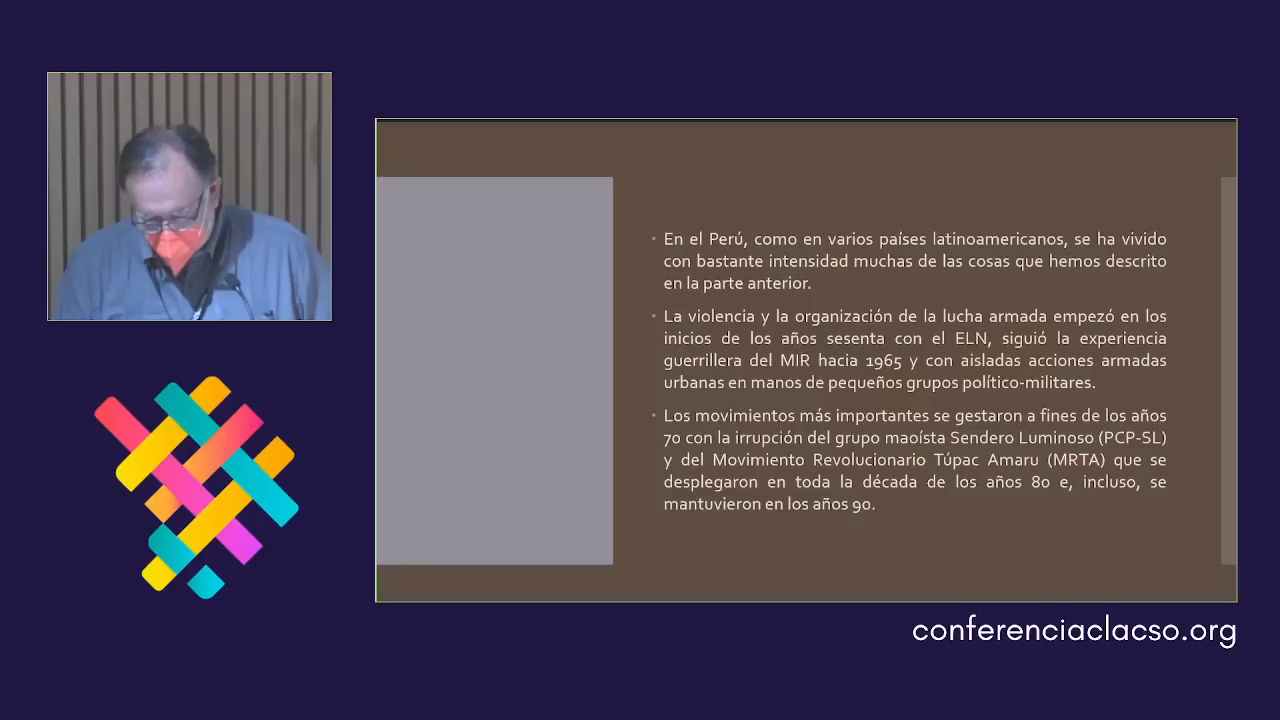 En el Perú, como en varios países latinoamericanos, se ha vivido
con bastante intensidad muchas de las cosas que hemos descrito
en la parte anterior.
La violencia y la organización de la lucha armada empezó en los
inicios de los años sesenta con el ELN, siguió la experiencia
guerrillera del MIR hacia 1965 y con aisladas acciones armadas
urbanas en manos de pequeños grupos político-militares.
Los movimientos más importantes se gestaron a fines de los años
70 con la irrupción del grupo maoísta Sendero Luminoso (PCP-SL)
y del Movimiento Revolucionario Túpac Amaru (MRTA) que se
desplegaron en toda la década de los años 80 e, incluso, se
mantuvieron en los años 90.
conferenciaclacso.org